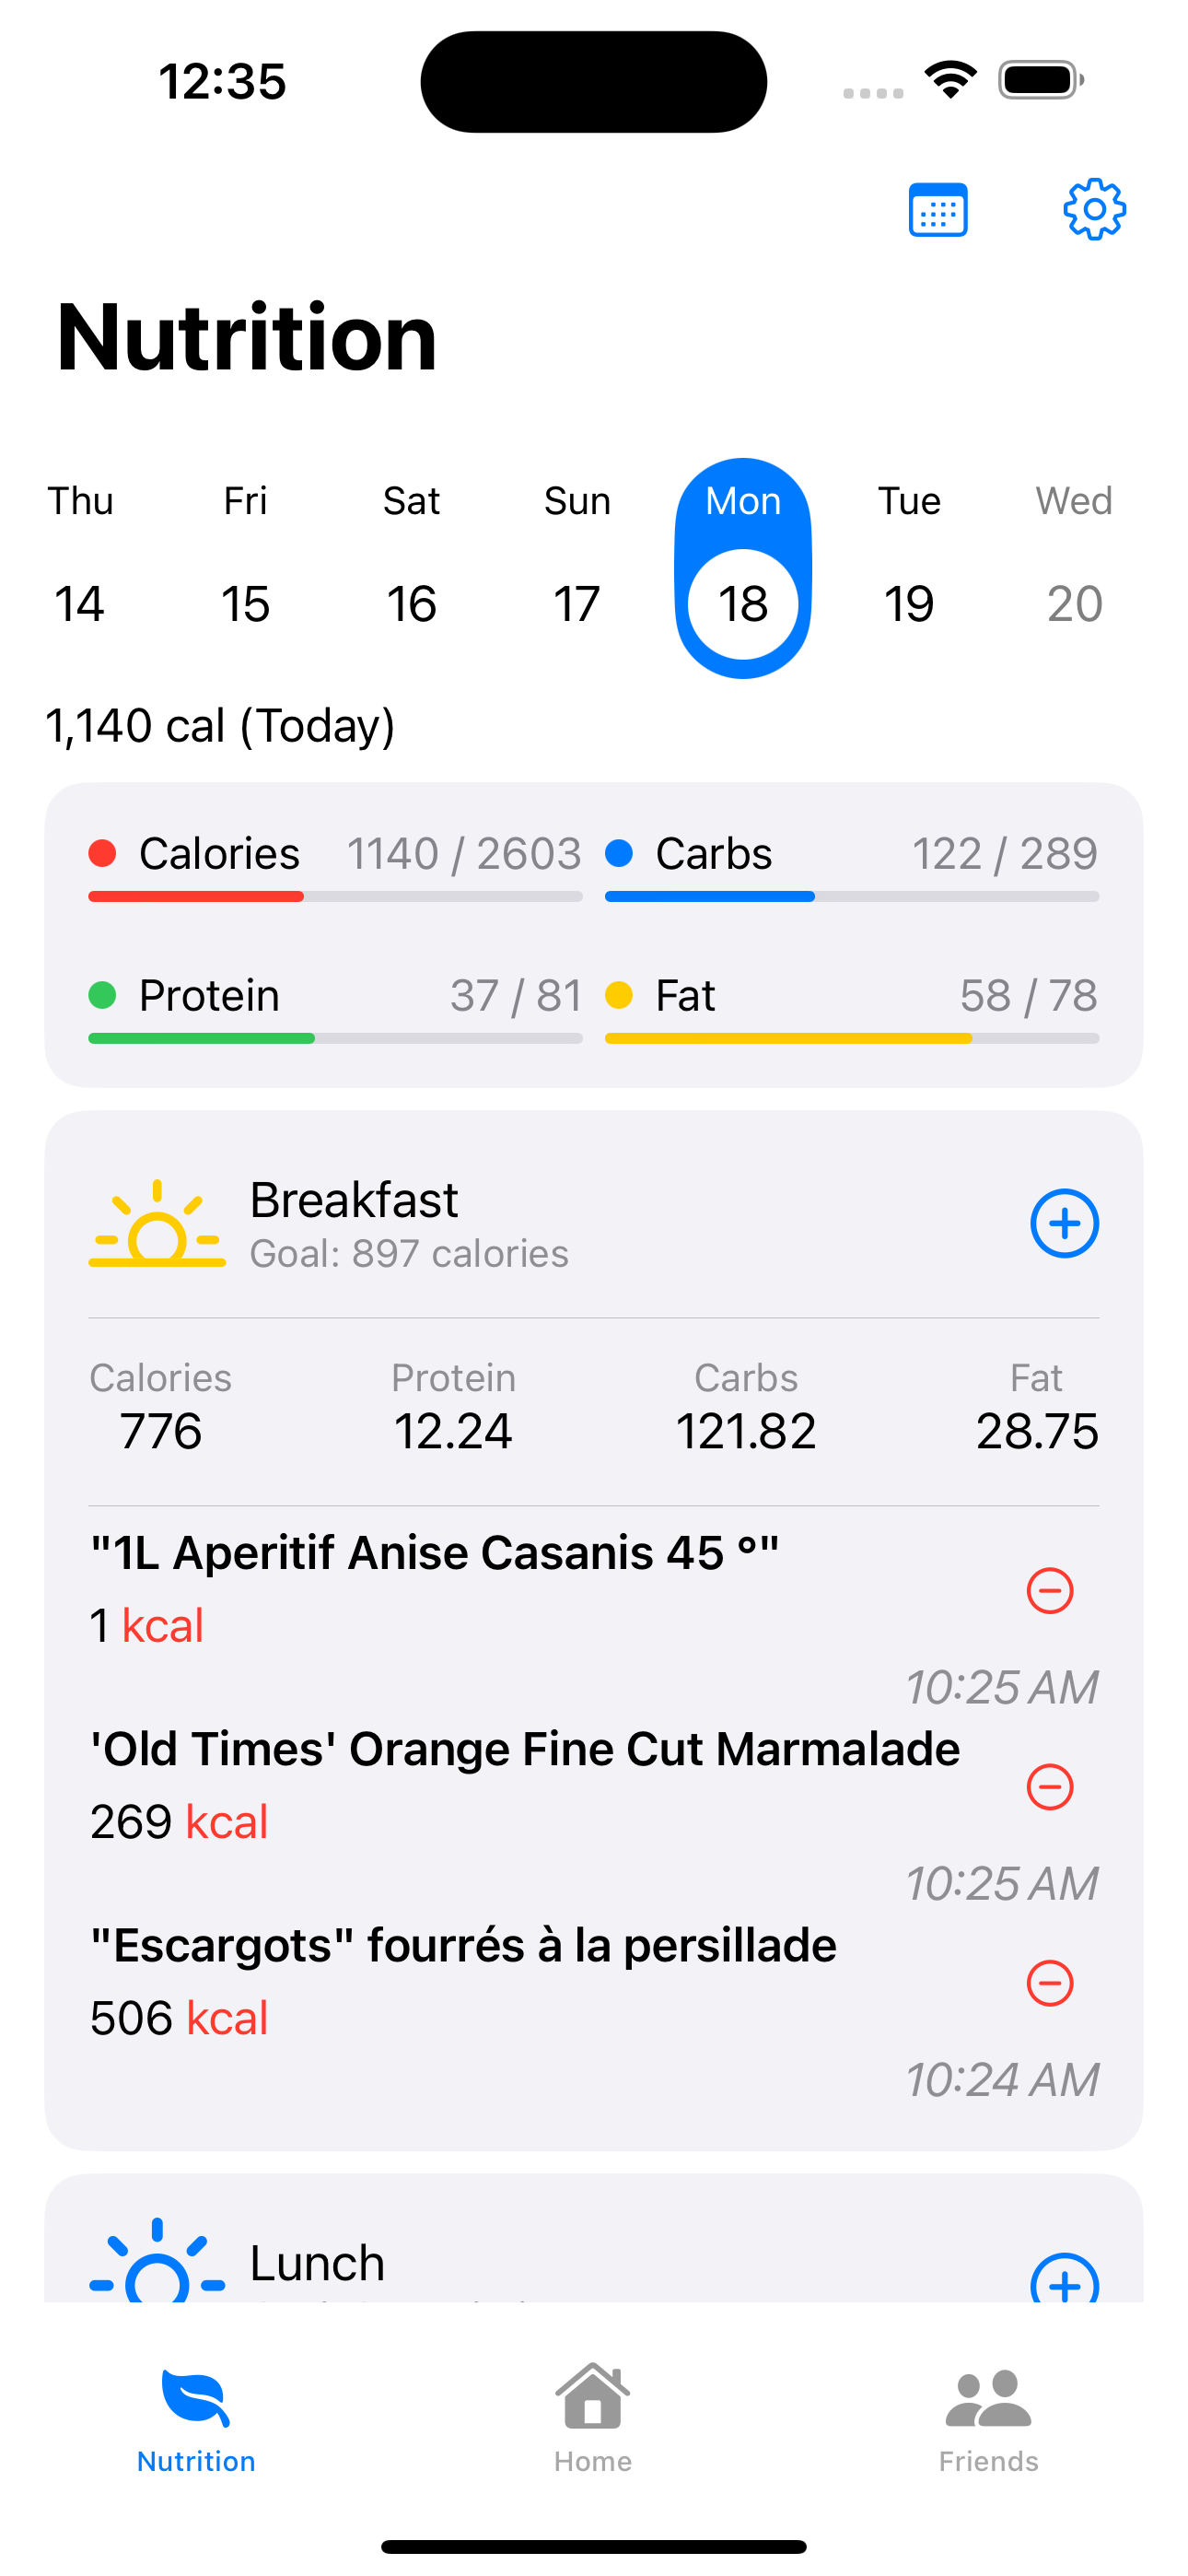 12:35
Nutrition
Thu Fri Sat Sun Mon Tue Wed
14 15 16 17 18 19 20
1,140 cal (Today)
Calories 1140 / 2603 Carbs 122 / 289
Protein 37 / 81 Fat 58 / 78
Breakfast
Goal: 897 calories
Calories Protein Carbs Fat
776 12.24 121.82 28.75
"1L Aperitif Anise Casanis 45 °"
1 kcal
10:25 AM
'Old Times' Orange Fine Cut Marmalade
269 kcal
10:25 AM
"Escargots" fourrés à la persillade
506 kcal
10:24 AM
Lunch
Nutrition Home Friends